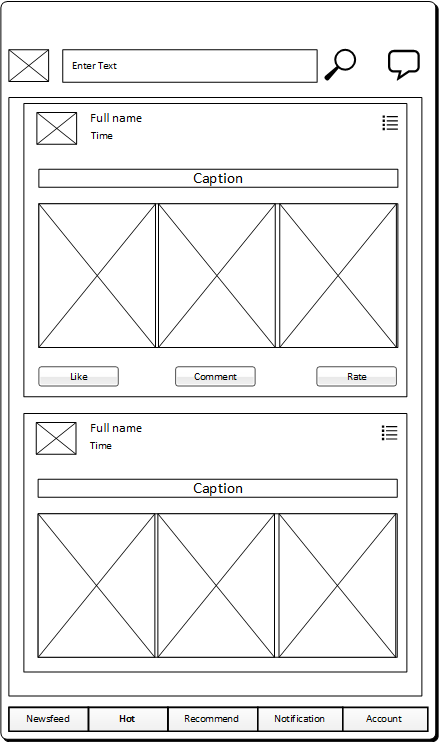 Enter Text
Full name
Time
Caption
Like
Comment
Rate
Full name
Time
Caption
Newsfeed
Hot
Recommend
Notification
Account